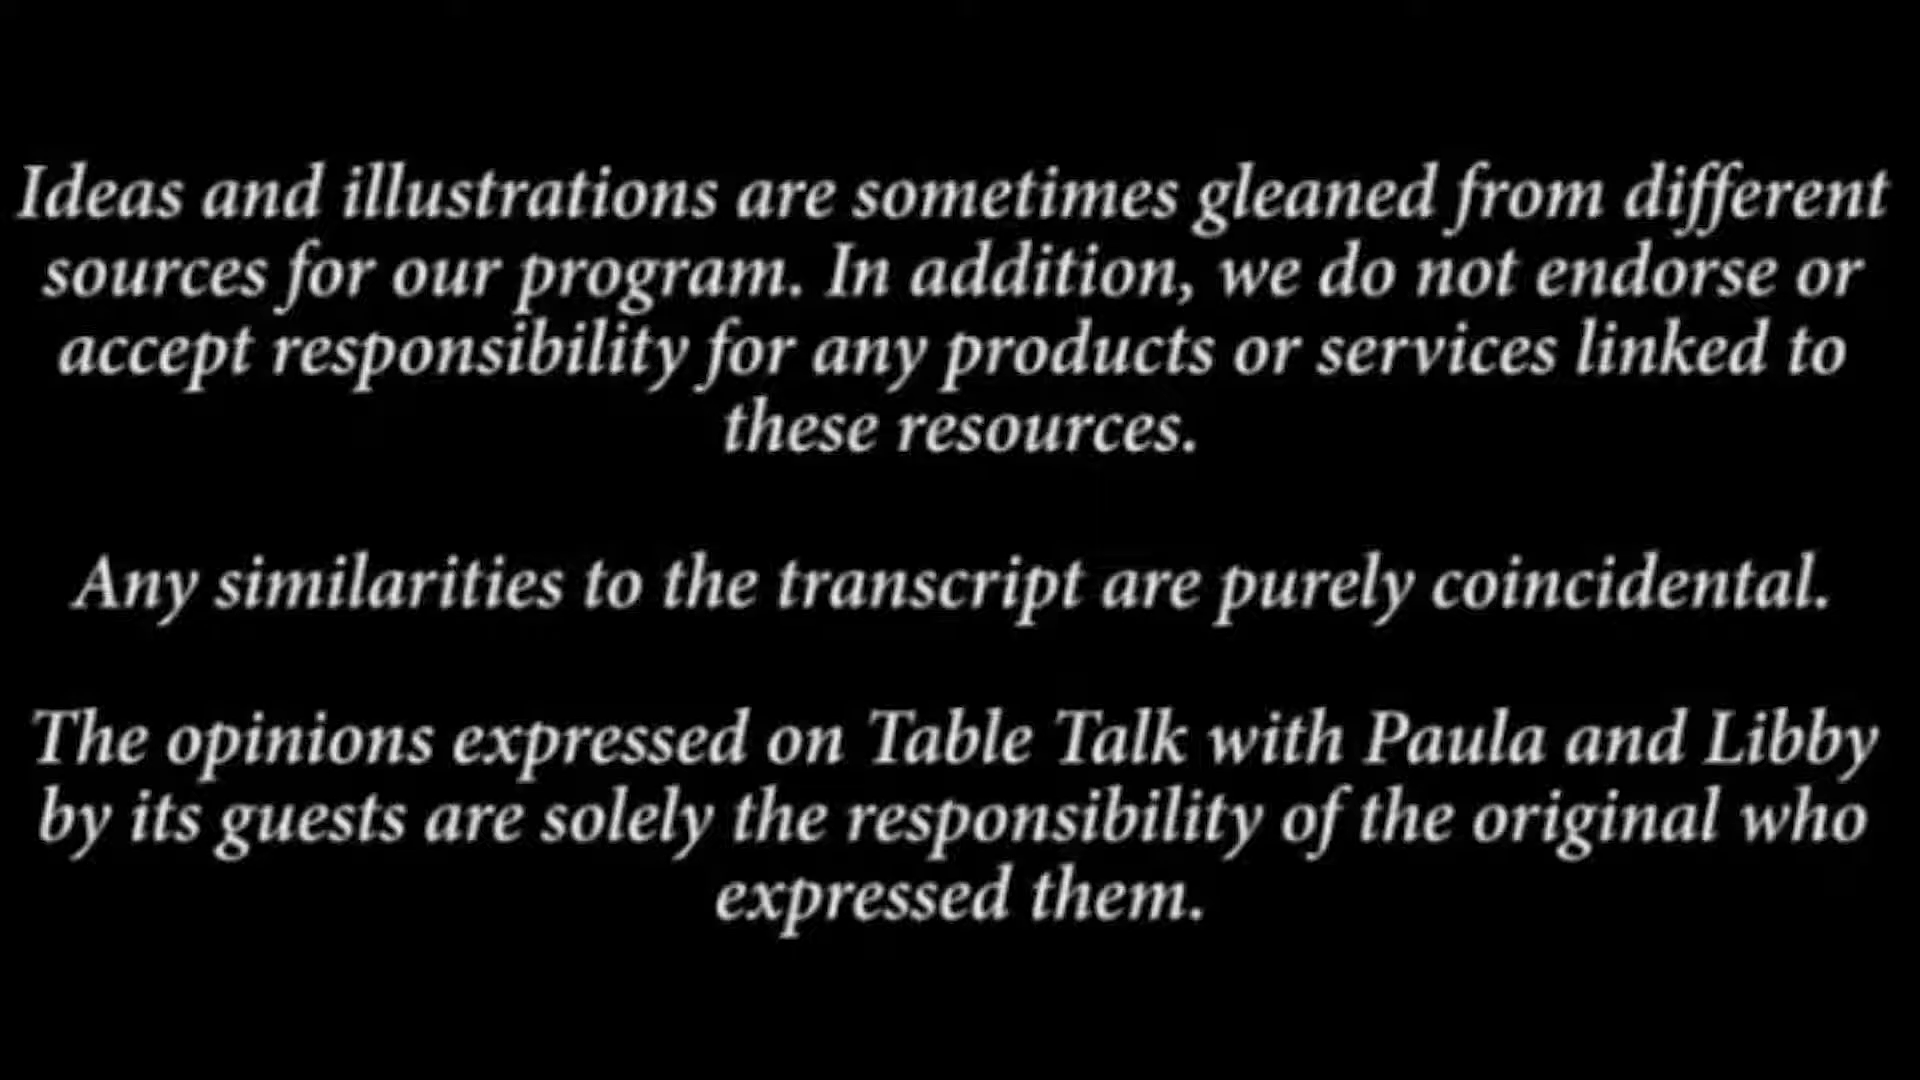 Ideas and illustrations are sometimes gleaned from different
sources for our program. In addition, we do not endorse or
accept responsibility for any products or services linked to
these resources.
Any similarities to the transcript are purely coincidental.
The opinions expressed on Table Talk with Paula and Libby
by its guests are solely the responsibility of the original who
expressed them.